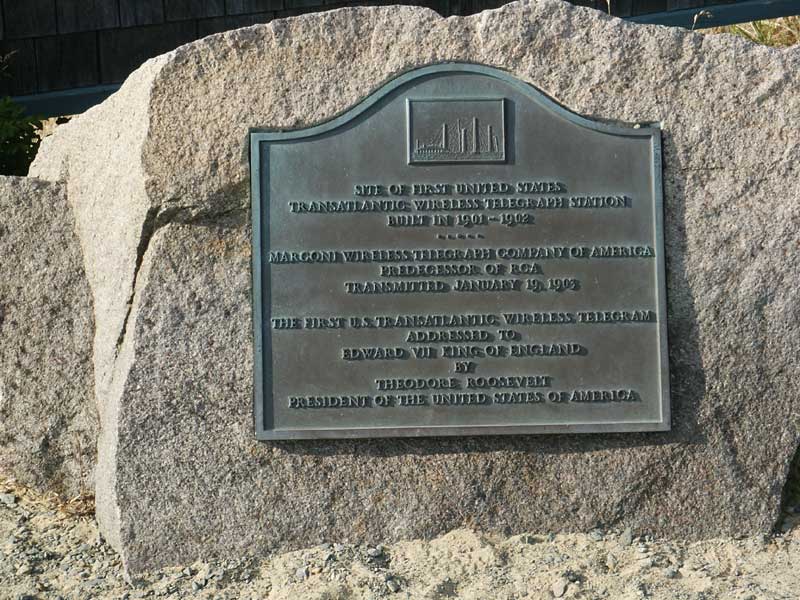 SITE OF FIRST UNITED STATES
TRANSATLANTIC WIRELESS TELEGRAPH STATION
BUILT IN 1901-1902
-----
MARCONI WIRELESS TELEGRAPH COMPANY OF AMERICA
PREDECESSOR OF RCA
TRANSMITTED JANUARY 19, 1903
THE FIRST U.S. TRANSATLANTIC WIRELESS TELEGRAM
ADDRESSED TO
EDWARD VII KING OF ENGLAND
BY
THEODORE ROOSEVELT
PRESIDENT OF THE UNITED STATES OF AMERICA